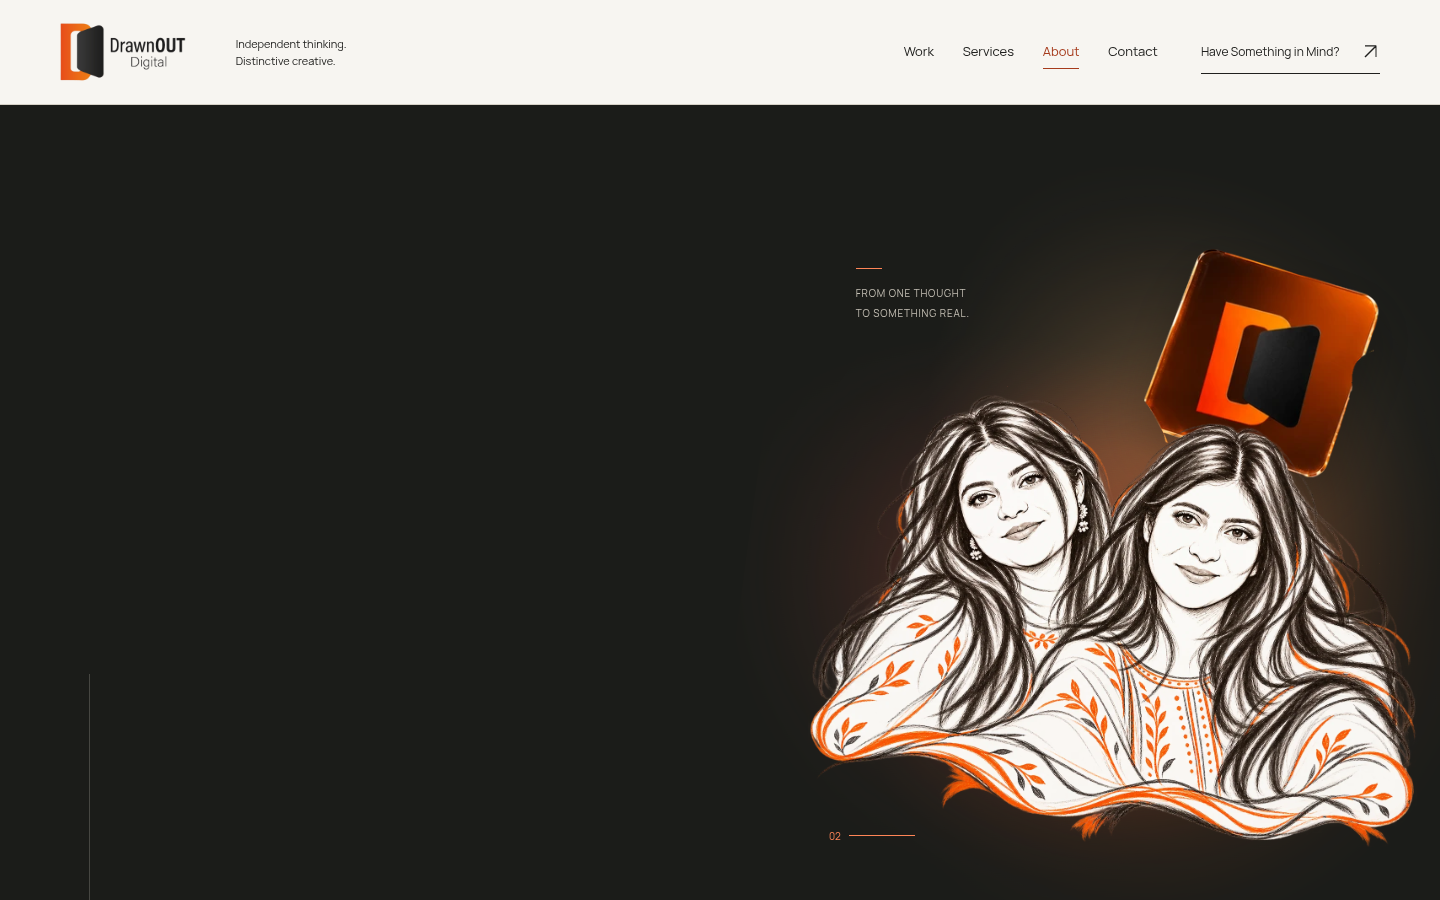 DrawnOUT
Digital
Independent thinking.
Distinctive creative.
Work
Services
About
Contact
Have Something in Mind?
FROM ONE THOUGHT
TO SOMETHING REAL.
02